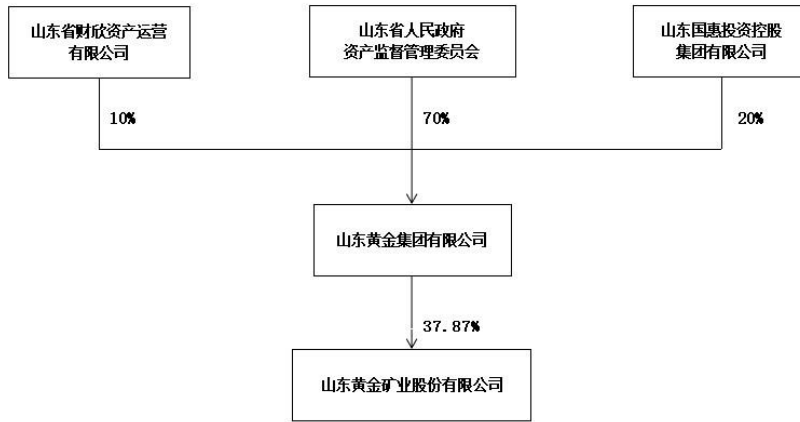 山东省财欣资产运营
有限公司
山东省人民政府
资产监督管理委员会
山东国惠投资控股
集团有限公司
10%
70%
20%
山东黄金集团有限公司
37.87%
山东黄金矿业股份有限公司